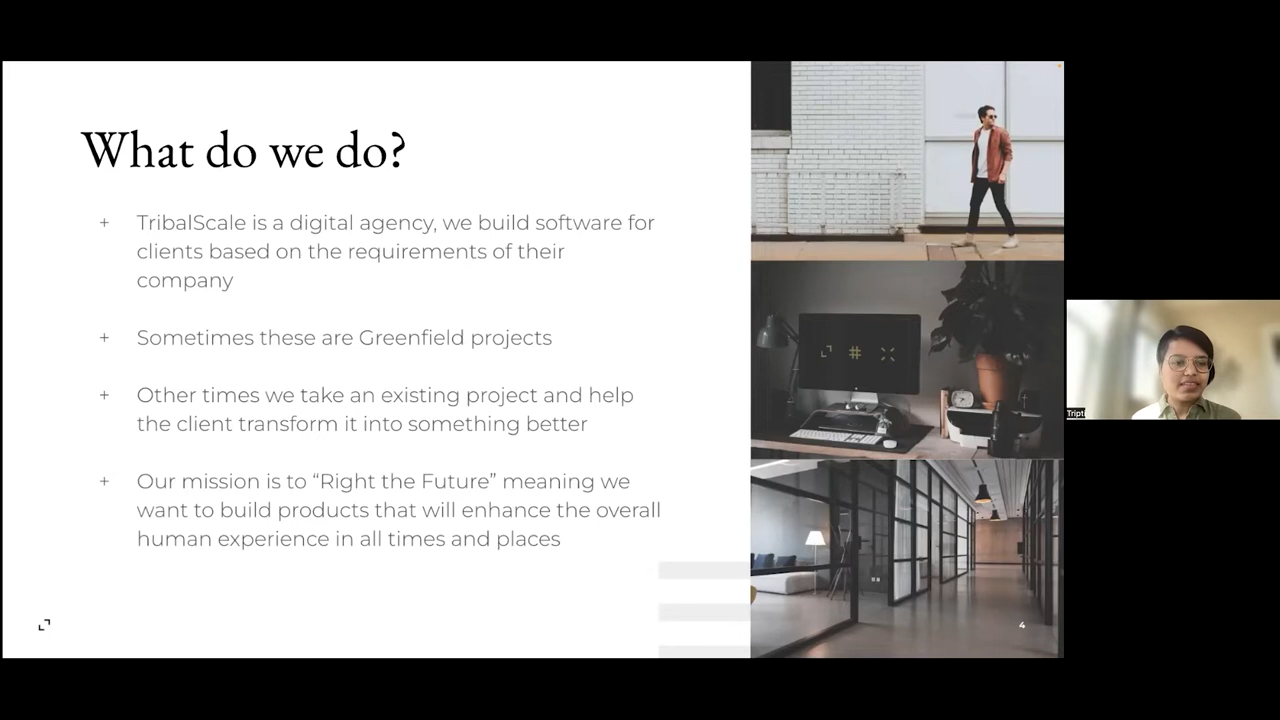 What do we do?
+ TribalScale is a digital agency, we build software for
clients based on the requirements of their
company
+ Sometimes these are Greenfield projects
+ Other times we take an existing project and help
the client transform it into something better
+ Our mission is to “Right the Future” meaning we
want to build products that will enhance the overall
human experience in all times and places
4
Tripti